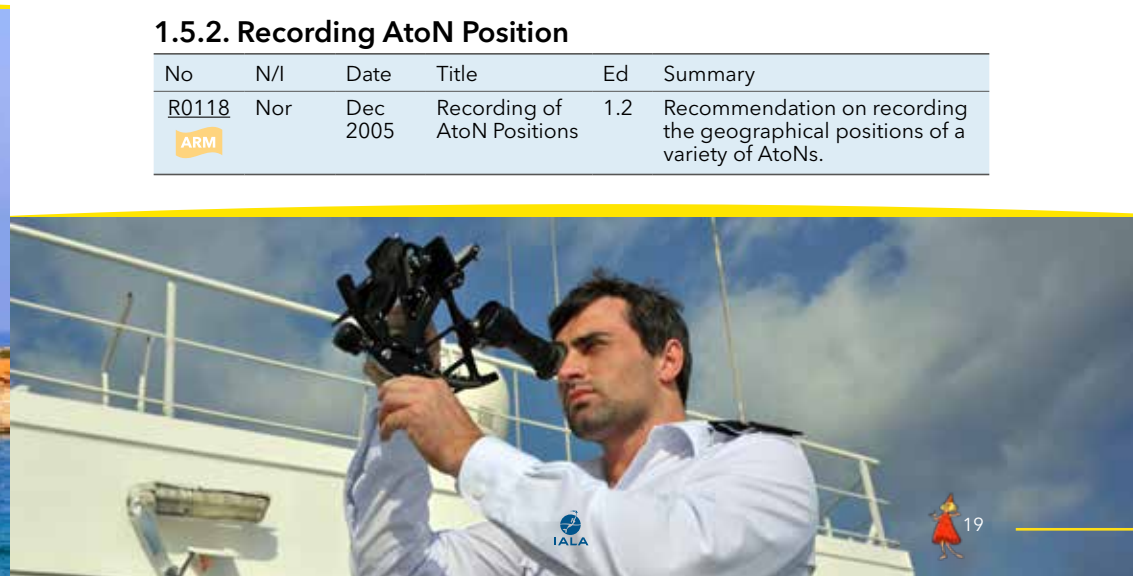 1.5.2. Recording AtoN Position
No N/I Date Title Ed Summary
R0118 Nor Dec 2005 Recording of AtoN Positions 1.2 Recommendation on recording the geographical positions of a variety of AtoNs.
ARM
IALA
19